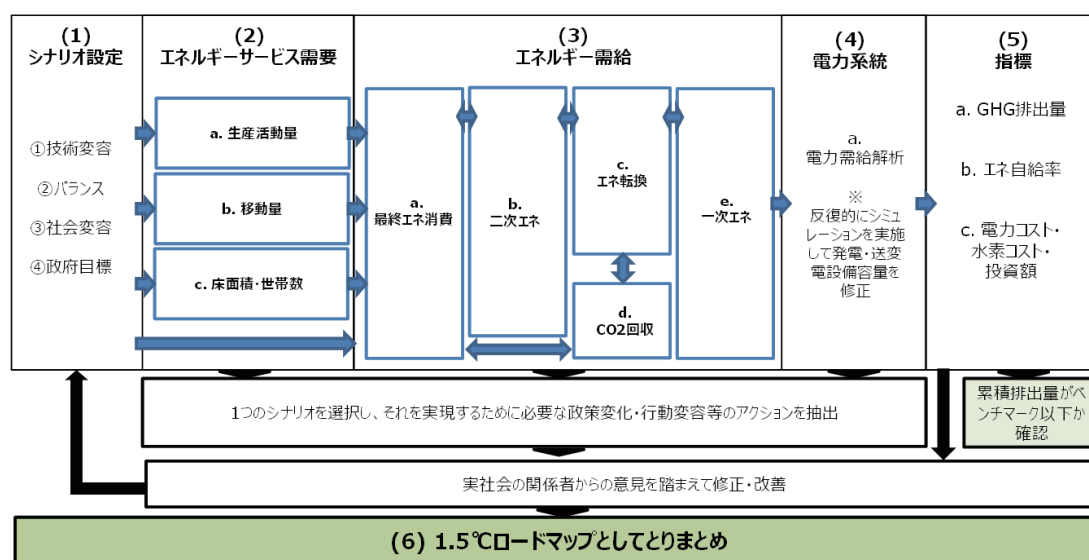 (1)
シナリオ設定
①技術変容
②バランス
③社会変容
④政府目標
(2)
エネルギーサービス需要
a. 生産活動量
b. 移動量
c. 床面積・世帯数
(3)
エネルギー需給
a.
最終エネ消費
b.
二次エネ
c.
エネ転換
d.
CO2回収
e.
一次エネ
(4)
電力系統
a.
電力需給解析
※
反復的にシミュ
レーションを実施
して発電・送変
電設備容量を
修正
(5)
指標
a. GHG排出量
b. エネ自給率
c. 電力コスト・
水素コスト・
投資額
1つのシナリオを選択し、それを実現するために必要な政策変化・行動変容等のアクションを抽出
累積排出量がベ
ンチマーク以下か
確認
実社会の関係者からの意見を踏まえて修正・改善
(6) 1.5℃ロードマップとしてとりまとめ